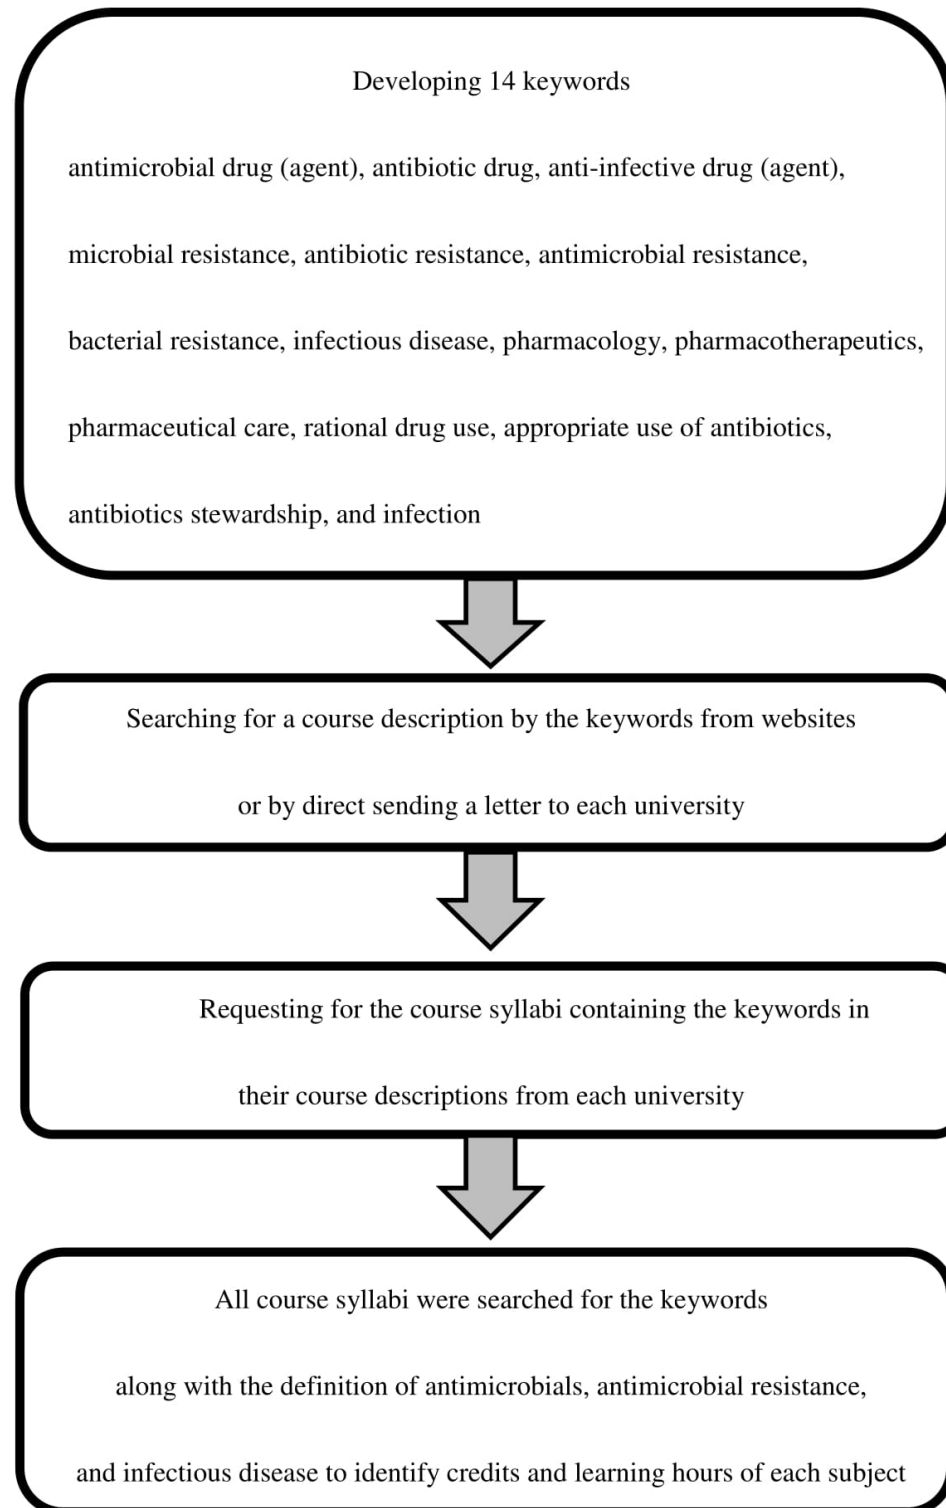 Developing 14 keywords
antimicrobial drug (agent), antibiotic drug, anti-infective drug (agent),
microbial resistance, antibiotic resistance, antimicrobial resistance,
bacterial resistance, infectious disease, pharmacology, pharmacotherapeutics,
pharmaceutical care, rational drug use, appropriate use of antibiotics,
antibiotics stewardship, and infection
Searching for a course description by the keywords from websites
or by direct sending a letter to each university
Requesting for the course syllabi containing the keywords in
their course descriptions from each university
All course syllabi were searched for the keywords
along with the definition of antimicrobials, antimicrobial resistance,
and infectious disease to identify credits and learning hours of each subject